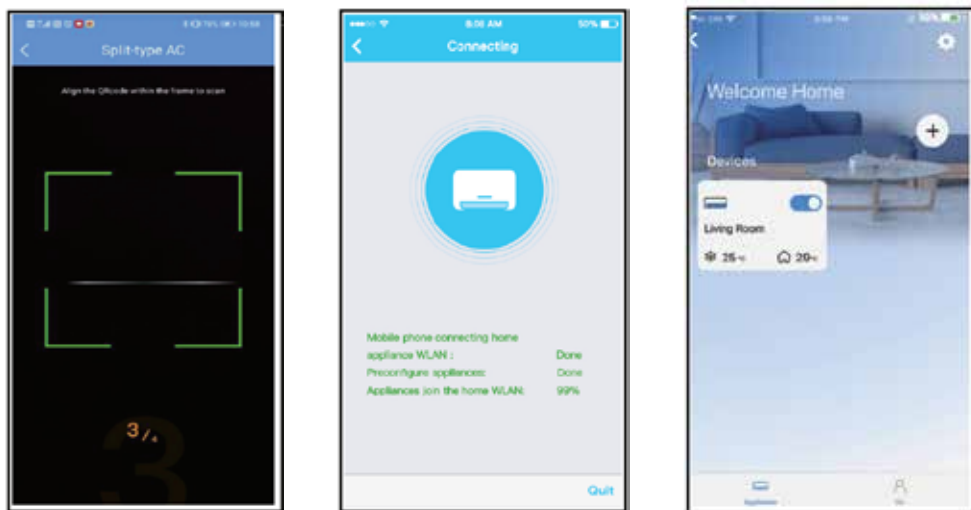 Split-type AC
Align the QRcode within the frame to scan
3/4
3
8:08 AM
50%
Connecting
Mobile phone connecting home
appliance WLAN : Done
Preconfigure appliances: Done
Appliances join the home WLAN: 99%
Quit
Welcome Home
+
Devices
Living Room
25℃
20℃